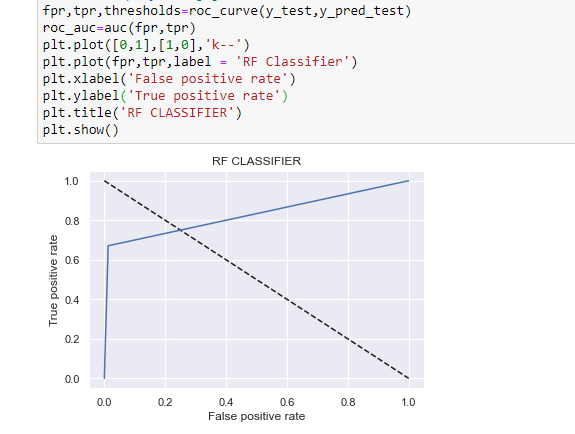 fpr,tpr,thresholds=roc_curve(y_test,y_pred_test)
roc_auc=auc(fpr,tpr)
plt.plot([0,1],[1,0],'k--')
plt.plot(fpr,tpr,label = 'RF Classifier')
plt.xlabel('False positive rate')
plt.ylabel('True positive rate')
plt.title('RF CLASSIFIER')
plt.show()
RF CLASSIFIER
1.0
0.8
0.6
0.4
0.2
0.0
True positive rate
0.0 0.2 0.4 0.6 0.8 1.0
False positive rate